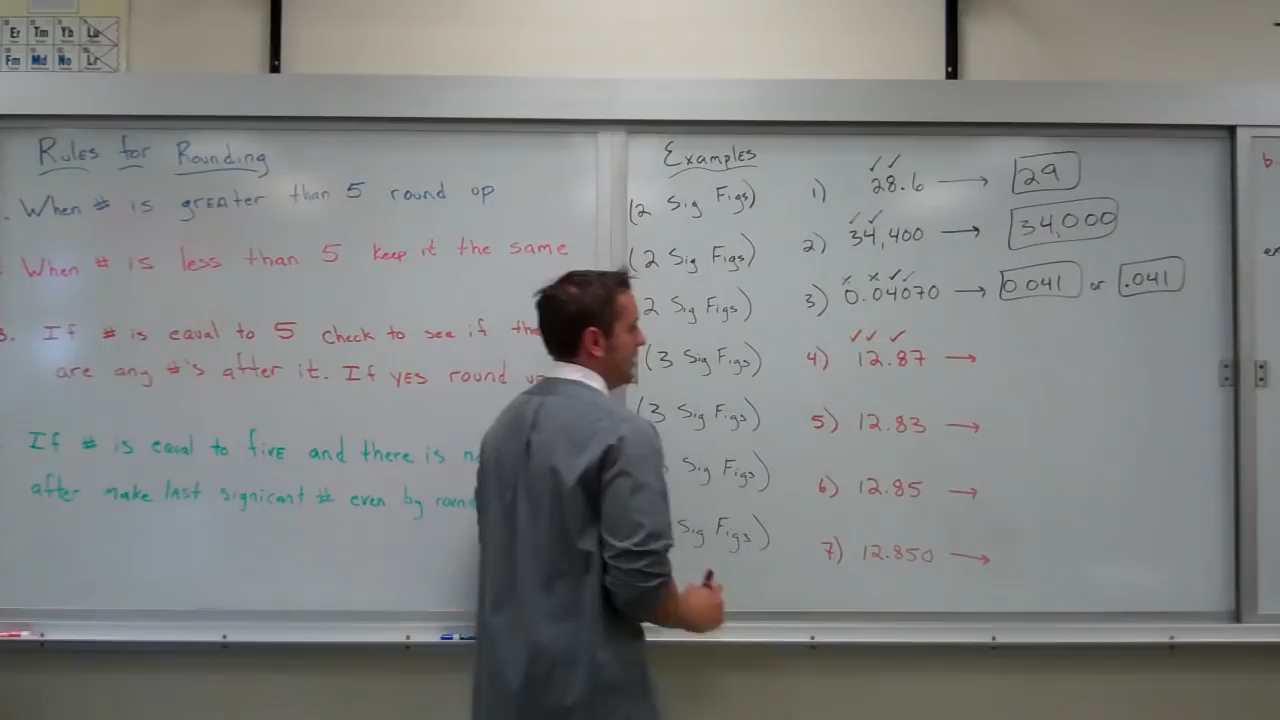 Er Tm Yb Lu
Fm Md No Lr
Rules for Rounding
. When # is grEAtEr than 5 round up
When # is less than 5 keep it the same
3. If # is equal to 5 check to see if the
are any #'s after it. If yES round u
If # is equal to fivE and there is n
after make last significant # even by roun
Examples
(2 Sig Figs) 1) 28.6 → 29
(2 Sig Figs) 2) 34,400 → 34,000
2 Sig Figs) 3) 0.04070 → 0.041 or .041
(3 Sig Figs) 4) 12.87 →
(3 Sig Figs) 5) 12.83 →
Sig Figs) 6) 12.85 →
Sig Figs) 7) 12.850 →
b.